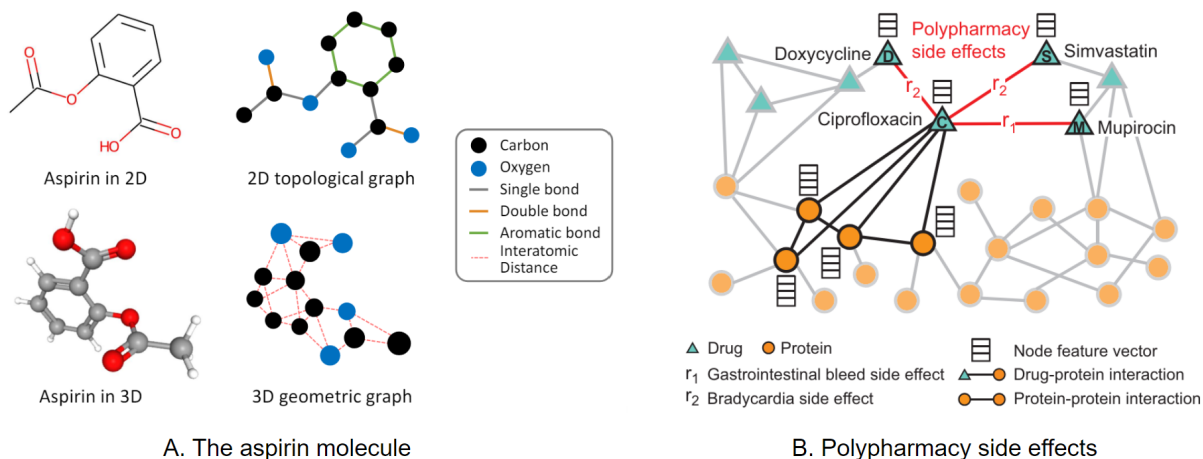 O
O
HO
O
Aspirin in 2D
2D topological graph
Aspirin in 3D
3D geometric graph
Carbon
Oxygen
Single bond
Double bond
Aromatic bond
Interatomic
Distance
A. The aspirin molecule
Polypharmacy
side effects
Doxycycline
D
S
Simvastatin
r2
r2
Ciprofloxacin
C
r1
M
Mupirocin
Drug
Protein
r1 Gastrointestinal bleed side effect
r2 Bradycardia side effect
Node feature vector
Drug-protein interaction
Protein-protein interaction
B. Polypharmacy side effects